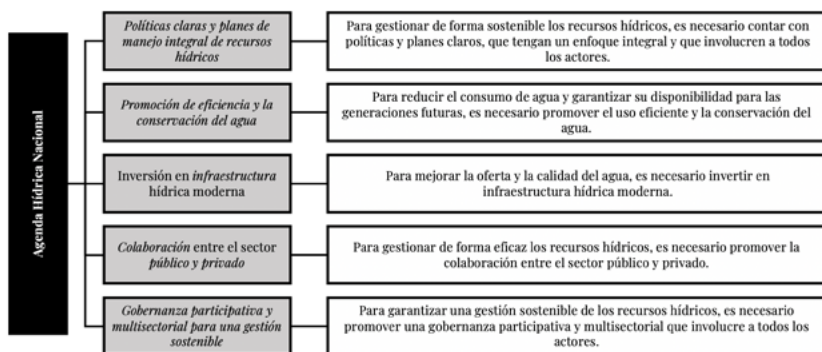 Agenda Hídrica Nacional
Políticas claras y planes de
manejo integral de recursos
hídricos
Para gestionar de forma sostenible los recursos hídricos, es necesario contar con
políticas y planes claros, que tengan un enfoque integral y que involucren a todos
los actores.
Promoción de eficiencia y la
conservación del agua
Para reducir el consumo de agua y garantizar su disponibilidad para las
generaciones futuras, es necesario promover el uso eficiente y la conservación del
agua.
Inversión en infraestructura
hídrica moderna
Para mejorar la oferta y la calidad del agua, es necesario invertir en
infraestructura hídrica moderna.
Colaboración entre el sector
público y privado
Para gestionar de forma eficaz los recursos hídricos, es necesario promover la
colaboración entre el sector público y privado.
Gobernanza participativa y
multisectorial para una gestión
sostenible
Para garantizar una gestión sostenible de los recursos hídricos, es necesario
promover una gobernanza participativa y multisectorial que involucre a todos los
actores.